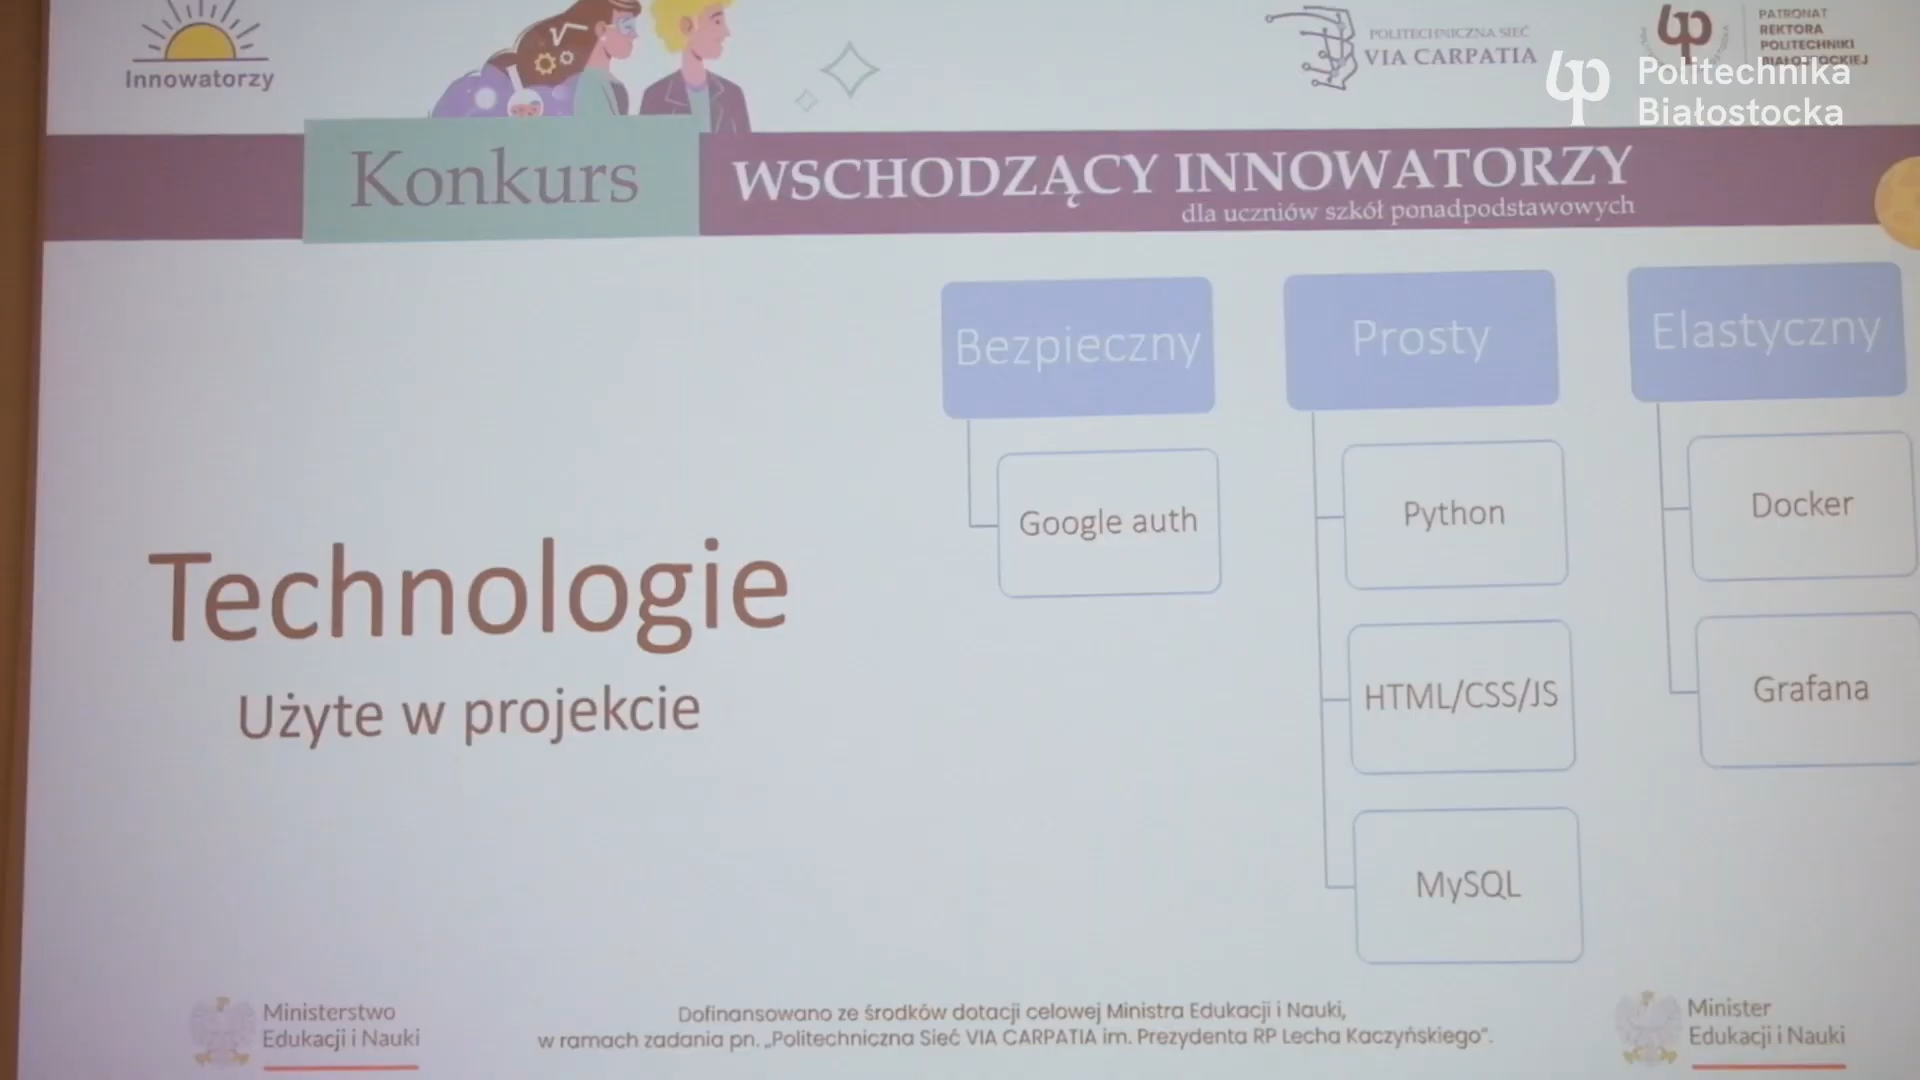 Innowatorzy
POLITECHNICZNA SIEĆ
VIA CARPATIA
PATRONAT
REKTORA
POLITECHNIKI
BIAŁOSTOCKIEJ
Politechnika
Białostocka
Konkurs
WSCHODZĄCY INNOWATORZY
dla uczniów szkół ponadpodstawowych
Technologie
Użyte w projekcie
Bezpieczny
Google auth
Prosty
Python
HTML/CSS/JS
MySQL
Elastyczny
Docker
Grafana
Ministerstwo
Edukacji i Nauki
Dofinansowano ze środków dotacji celowej Ministra Edukacji i Nauki,
w ramach zadania pn. „Politechniczna Sieć VIA CARPATIA im. Prezydenta RP Lecha Kaczyńskiego”.
Minister
Edukacji i Nauki